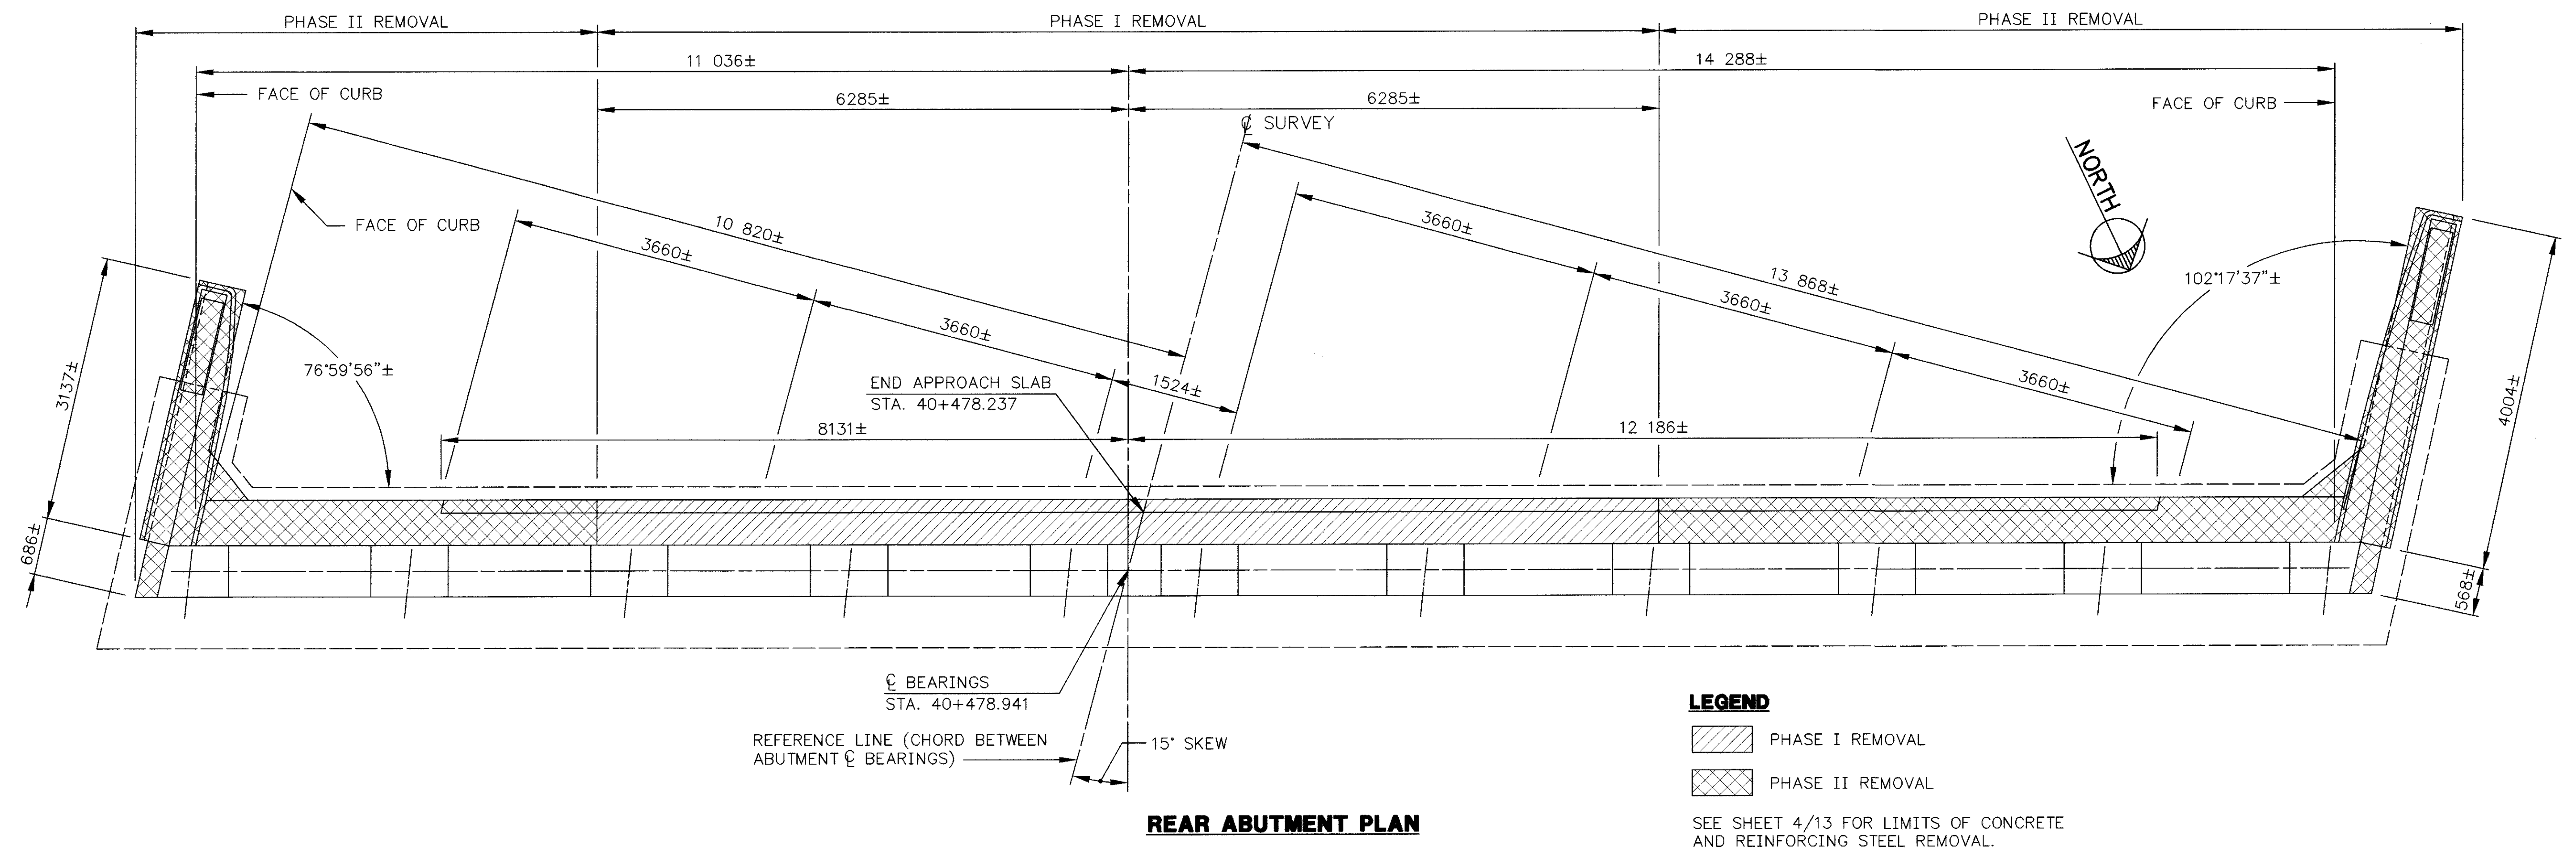 PHASE II REMOVAL
PHASE I REMOVAL
PHASE II REMOVAL
11 036±
14 288±
FACE OF CURB
6285±
6285±
FACE OF CURB
℄ SURVEY
NORTH
10 820±
FACE OF CURB
3660±
3660±
13 868±
102°17'37"±
3660±
3660±
76°59'56"±
3137±
1524±
3660±
4004±
END APPROACH SLAB
STA. 40+478.237
8131±
12 186±
686±
568±
℄ BEARINGS
STA. 40+478.941
REFERENCE LINE (CHORD BETWEEN
ABUTMENT ℄ BEARINGS)
15° SKEW
LEGEND
PHASE I REMOVAL
PHASE II REMOVAL
SEE SHEET 4/13 FOR LIMITS OF CONCRETE
AND REINFORCING STEEL REMOVAL.
REAR ABUTMENT PLAN